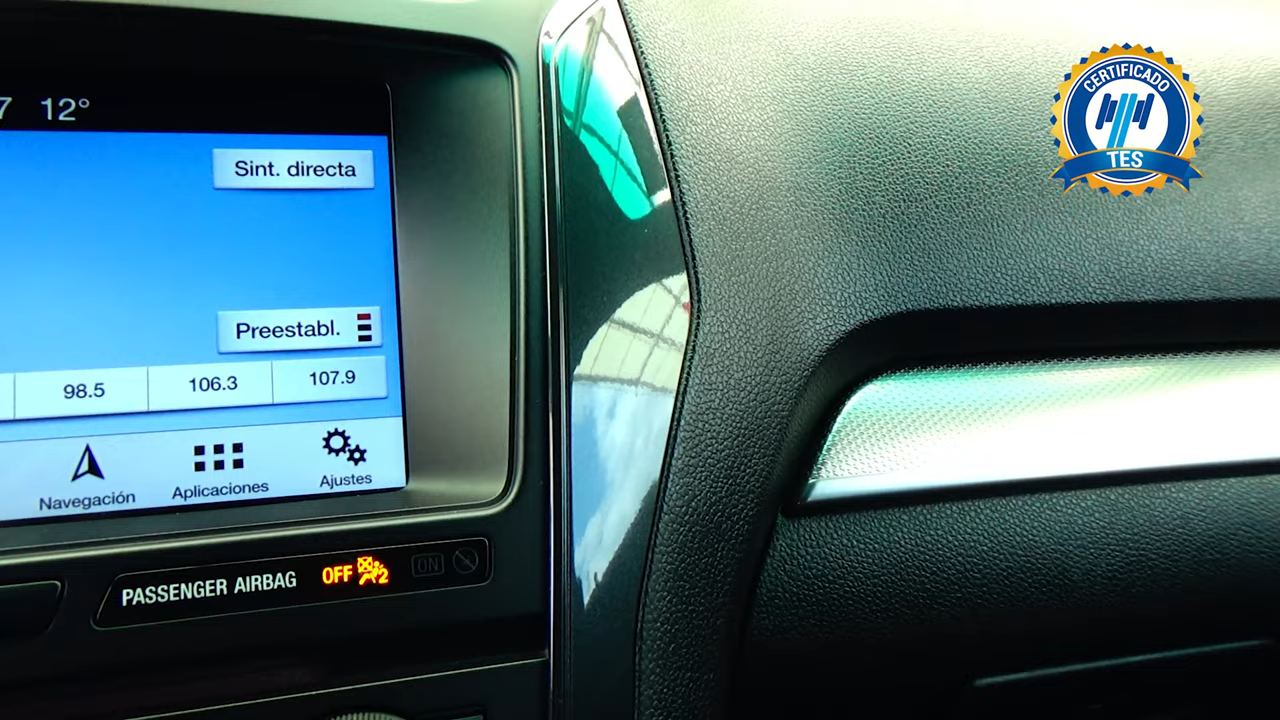 7 12°
Sint. directa
Preestabl.
98.5 106.3 107.9
Navegación Aplicaciones Ajustes
PASSENGER AIRBAG OFF 2 ON
CERTIFICADO
TES